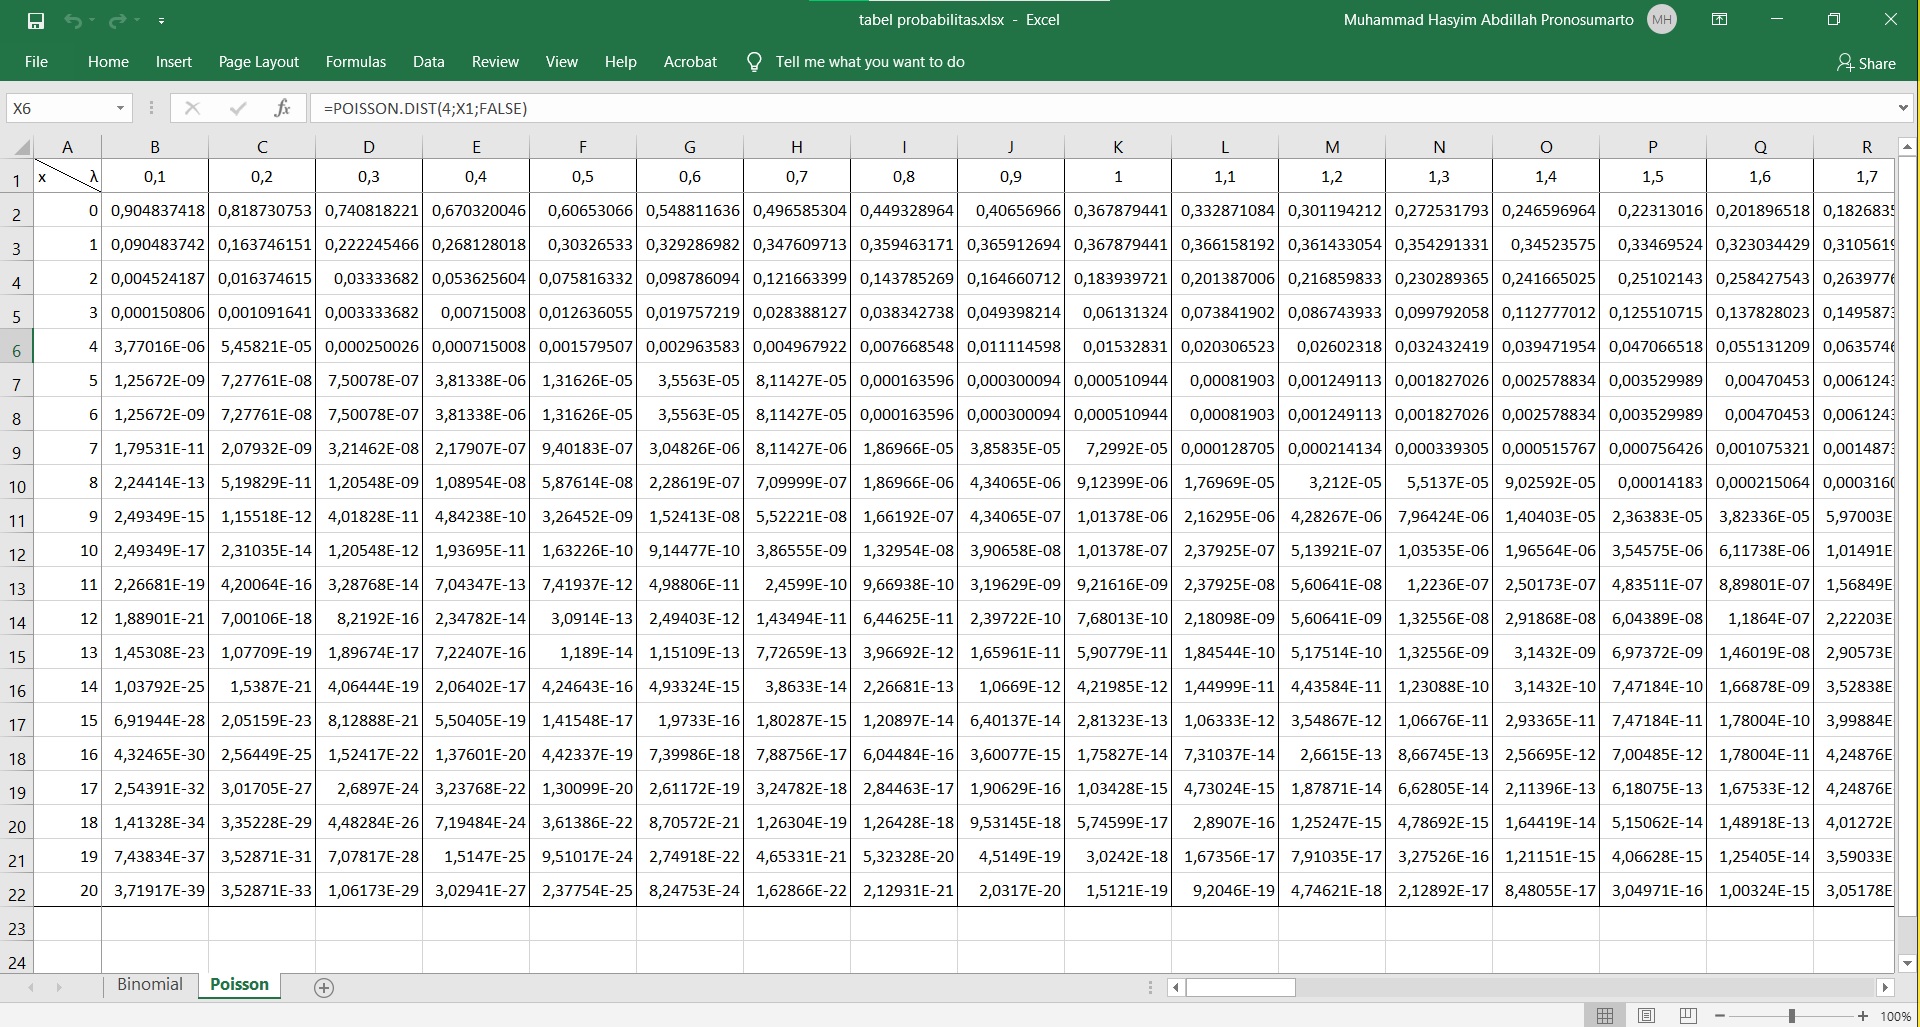 tabel probabilitas.xlsx - Excel
Muhammad Hasyim Abdillah Pronosumarto MH
File Home Insert Page Layout Formulas Data Review View Help Acrobat Tell me what you want to do Share
X6 fx =POISSON.DIST(4;X1;FALSE)
A B C D E F G H I J K L M N O P Q R
1 x λ 0,1 0,2 0,3 0,4 0,5 0,6 0,7 0,8 0,9 1 1,1 1,2 1,3 1,4 1,5 1,6 1,7
2 0 0,904837418 0,818730753 0,740818221 0,670320046 0,60653066 0,548811636 0,496585304 0,449328964 0,40656966 0,367879441 0,332871084 0,301194212 0,272531793 0,246596964 0,22313016 0,201896518 0,182683
3 1 0,090483742 0,163746151 0,222245466 0,268128018 0,30326533 0,329286982 0,347609713 0,359463171 0,365912694 0,367879441 0,366158192 0,361433054 0,354291331 0,34523575 0,33469524 0,323034429 0,310561
4 2 0,004524187 0,016374615 0,03333682 0,053625604 0,075816332 0,098786094 0,121663399 0,143785269 0,164660712 0,183939721 0,201387006 0,216859833 0,230289365 0,241665025 0,25102143 0,258427543 0,263977
5 3 0,000150806 0,001091641 0,003333682 0,00715008 0,012636055 0,019757219 0,028388127 0,038342738 0,049398214 0,06131324 0,073841902 0,086743933 0,099792058 0,112777012 0,125510715 0,137828023 0,149587
6 4 3,77016E-06 5,45821E-05 0,000250026 0,000715008 0,001579507 0,002963583 0,004967922 0,007668548 0,011114598 0,01532831 0,020306523 0,02602318 0,032432419 0,039471954 0,047066518 0,055131209 0,063574
7 5 1,25672E-09 7,27761E-08 7,50078E-07 3,81338E-06 1,31626E-05 3,5563E-05 8,11427E-05 0,000163596 0,000300094 0,000510944 0,00081903 0,001249113 0,001827026 0,002578834 0,003529989 0,00470453 0,006124
8 6 1,25672E-09 7,27761E-08 7,50078E-07 3,81338E-06 1,31626E-05 3,5563E-05 8,11427E-05 0,000163596 0,000300094 0,000510944 0,00081903 0,001249113 0,001827026 0,002578834 0,003529989 0,00470453 0,006124
9 7 1,79531E-11 2,07932E-09 3,21462E-08 2,17907E-07 9,40183E-07 3,04826E-06 8,11427E-06 1,86966E-05 3,85835E-05 7,2992E-05 0,000128705 0,000214134 0,000339305 0,000515767 0,000756426 0,001075321 0,001487
10 8 2,24414E-13 5,19829E-11 1,20548E-09 1,08954E-08 5,87614E-08 2,28619E-07 7,09999E-07 1,86966E-06 4,34065E-06 9,12399E-06 1,76969E-05 3,212E-05 5,5137E-05 9,02592E-05 0,00014183 0,000215064 0,000316
11 9 2,49349E-15 1,15518E-12 4,01828E-11 4,84238E-10 3,26452E-09 1,52413E-08 5,52221E-08 1,66192E-07 4,34065E-07 1,01378E-06 2,16295E-06 4,28267E-06 7,96424E-06 1,40403E-05 2,36383E-05 3,82336E-05 5,97003E
12 10 2,49349E-17 2,31035E-14 1,20548E-12 1,93695E-11 1,63226E-10 9,14477E-10 3,86555E-09 1,32954E-08 3,90658E-08 1,01378E-07 2,37925E-07 5,13921E-07 1,03535E-06 1,96564E-06 3,54575E-06 6,11738E-06 1,01491E
13 11 2,26681E-19 4,20064E-16 3,28768E-14 7,04347E-13 7,41937E-12 4,98806E-11 2,4599E-10 9,66938E-10 3,19629E-09 9,21616E-09 2,37925E-08 5,60641E-08 1,2236E-07 2,50173E-07 4,83511E-07 8,89801E-07 1,56849E
14 12 1,88901E-21 7,00106E-18 8,2192E-16 2,34782E-14 3,0914E-13 2,49403E-12 1,43494E-11 6,44625E-11 2,39722E-10 7,68013E-10 2,18098E-09 5,60641E-09 1,32556E-08 2,91868E-08 6,04389E-08 1,1864E-07 2,22203E
15 13 1,45308E-23 1,07709E-19 1,89674E-17 7,22407E-16 1,189E-14 1,15109E-13 7,72659E-13 3,96692E-12 1,65961E-11 5,90779E-11 1,84544E-10 5,17514E-10 1,32556E-09 3,1432E-09 6,97372E-09 1,46019E-08 2,90573E
16 14 1,03792E-25 1,5387E-21 4,06444E-19 2,06402E-17 4,24643E-16 4,93324E-15 3,8633E-14 2,26681E-13 1,0669E-12 4,21985E-12 1,44999E-11 4,43584E-11 1,23088E-10 3,1432E-10 7,47184E-10 1,66878E-09 3,52838E
17 15 6,91944E-28 2,05159E-23 8,12888E-21 5,50405E-19 1,41548E-17 1,9733E-16 1,80287E-15 1,20897E-14 6,40137E-14 2,81323E-13 1,06333E-12 3,54867E-12 1,06676E-11 2,93365E-11 7,47184E-11 1,78004E-10 3,99884E
18 16 4,32465E-30 2,56449E-25 1,52417E-22 1,37601E-20 4,42337E-19 7,39986E-18 7,88756E-17 6,04484E-16 3,60077E-15 1,75827E-14 7,31037E-14 2,6615E-13 8,66745E-13 2,56695E-12 7,00485E-12 1,78004E-11 4,24876E
19 17 2,54391E-32 3,01705E-27 2,6897E-24 3,23768E-22 1,30099E-20 2,61172E-19 3,24782E-18 2,84463E-17 1,90629E-16 1,03428E-15 4,73024E-15 1,87871E-14 6,62805E-14 2,11396E-13 6,18075E-13 1,67533E-12 4,24876E
20 18 1,41328E-34 3,35228E-29 4,48284E-26 7,19484E-24 3,61386E-22 8,70572E-21 1,26304E-19 1,26428E-18 9,53145E-18 5,74599E-17 2,8907E-16 1,25247E-15 4,78692E-15 1,64419E-14 5,15062E-14 1,48918E-13 4,01272E
21 19 7,43834E-37 3,52871E-31 7,07817E-28 1,5147E-25 9,51017E-24 2,74918E-22 4,65331E-21 5,32328E-20 4,5149E-19 3,0242E-18 1,67356E-17 7,91035E-17 3,27526E-16 1,21151E-15 4,06628E-15 1,25405E-14 3,59033E
22 20 3,71917E-39 3,52871E-33 1,06173E-29 3,02941E-27 2,37754E-25 8,24753E-24 1,62866E-22 2,12931E-21 2,0317E-20 1,5121E-19 9,2046E-19 4,74621E-18 2,12892E-17 8,48055E-17 3,04971E-16 1,00324E-15 3,05178E
23
24
Binomial Poisson
100%